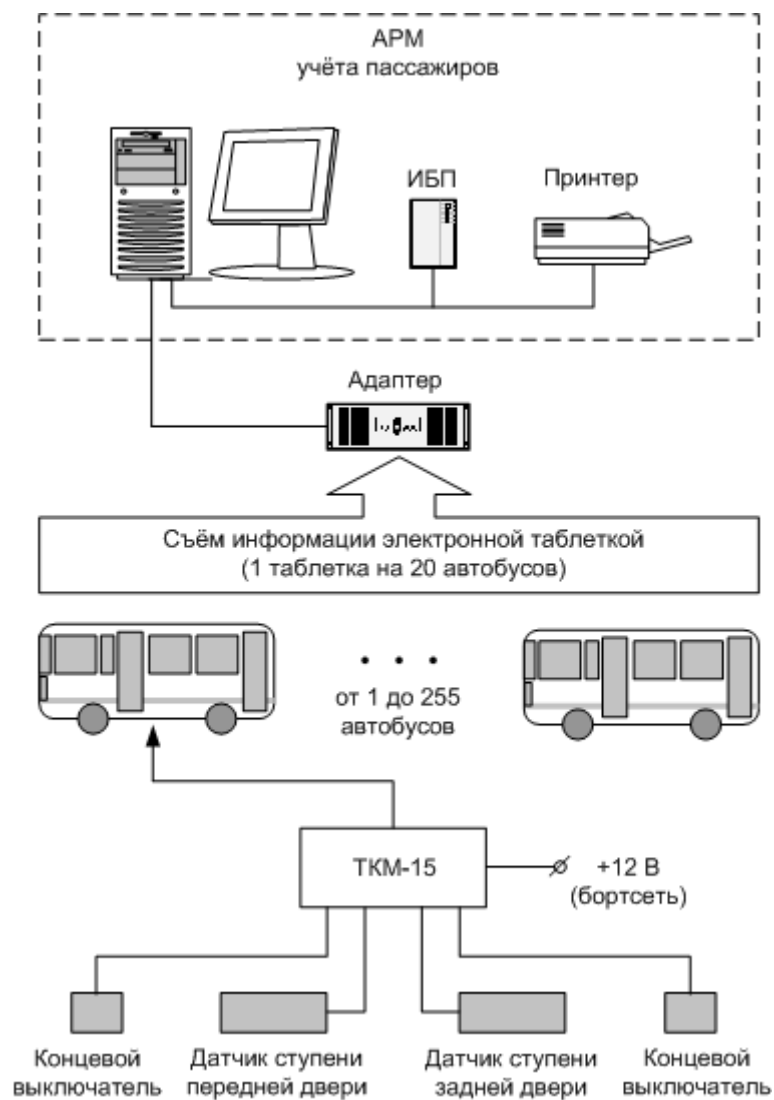 АРМ
учёта пассажиров
ИБП
Принтер
Адаптер
Съём информации электронной таблеткой
(1 таблетка на 20 автобусов)
• • •
от 1 до 255
автобусов
ТКМ-15
+12 В
(бортсеть)
Концевой
выключатель
Датчик ступени
передней двери
Датчик ступени
задней двери
Концевой
выключатель